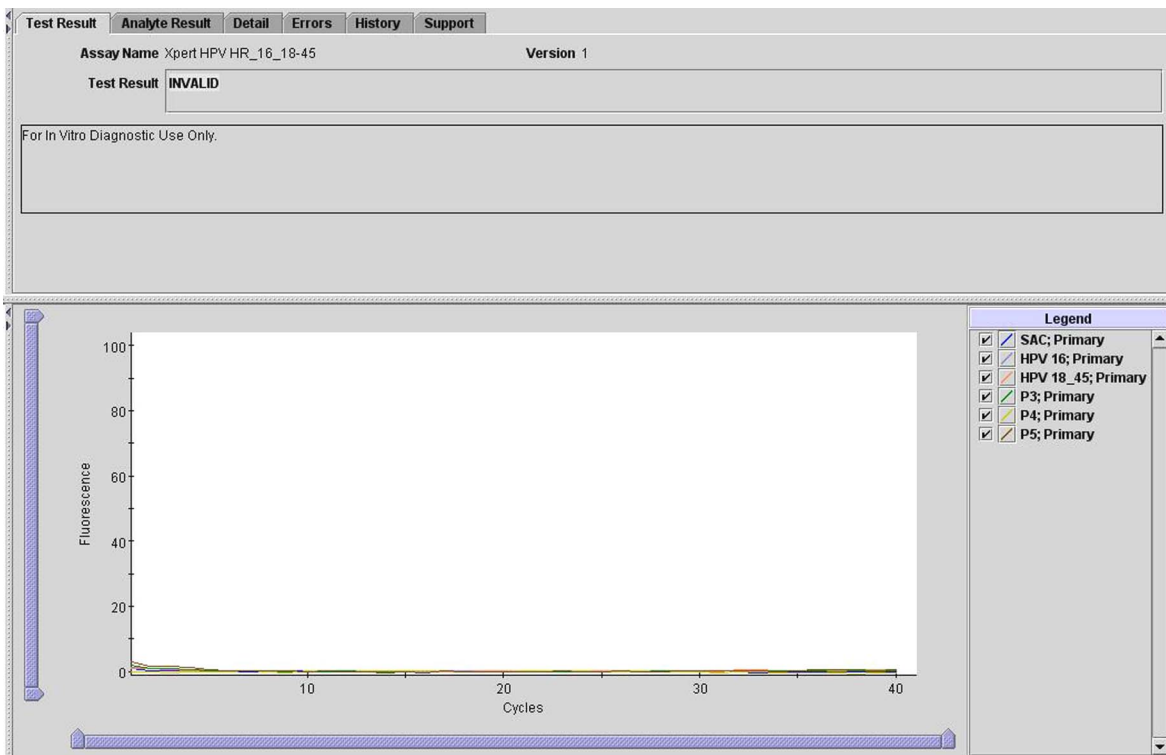 Test Result Analyte Result Detail Errors History Support
Assay Name Xpert HPV HR_16_18-45 Version 1
Test Result INVALID
For In Vitro Diagnostic Use Only.
Legend
SAC; Primary
HPV 16; Primary
HPV 18_45; Primary
P3; Primary
P4; Primary
P5; Primary
100
80
60
40
20
0
Fluorescence
10 20 30 40
Cycles